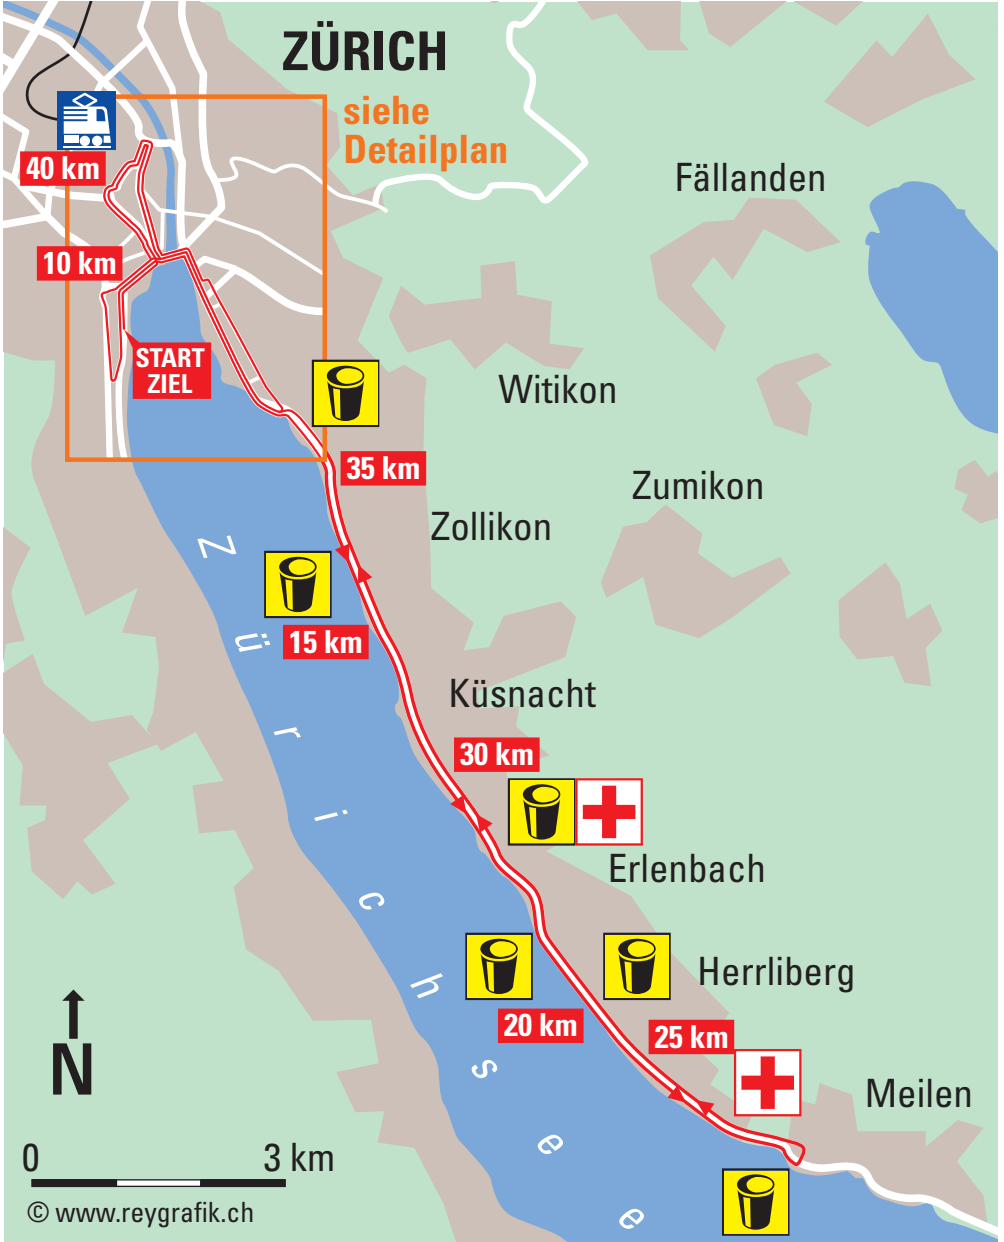 ZÜRICH
siehe
Detailplan
40 km
Fällanden
10 km
START
ZIEL
Witikon
35 km
Zumikon
Zollikon
15 km
Küsnacht
30 km
Erlenbach
Herrliberg
20 km
25 km
Meilen
Zürichsee
N
0 3 km
© www.reygrafik.ch